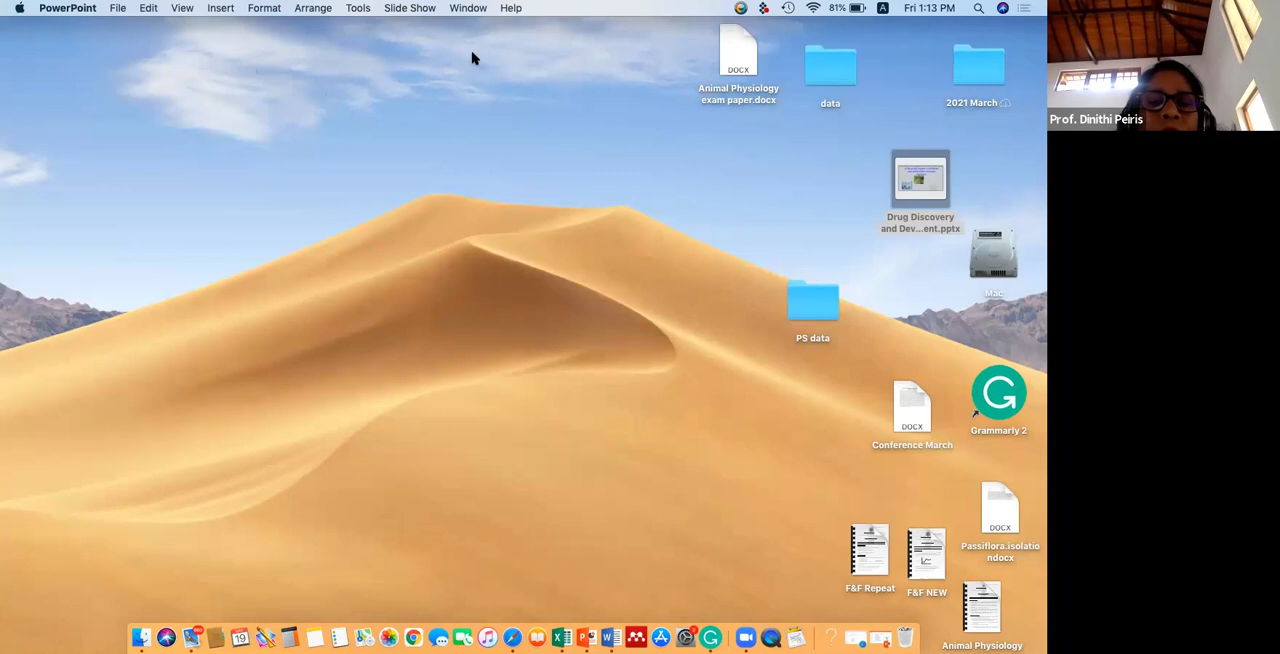 PowerPoint File Edit View Insert Format Arrange Tools Slide Show Window Help 81% A Fri 1:13 PM
DOCX
Animal Physiology
exam paper.docx
data
2021 March
Prof. Dinithi Peiris
Drug Discovery
and Dev...ent.pptx
Mac
PS data
DOCX
Conference March
Grammarly 2
DOCX
Passiflora.isolatio
ndocx
F&F Repeat
F&F NEW
Animal Physiology
19